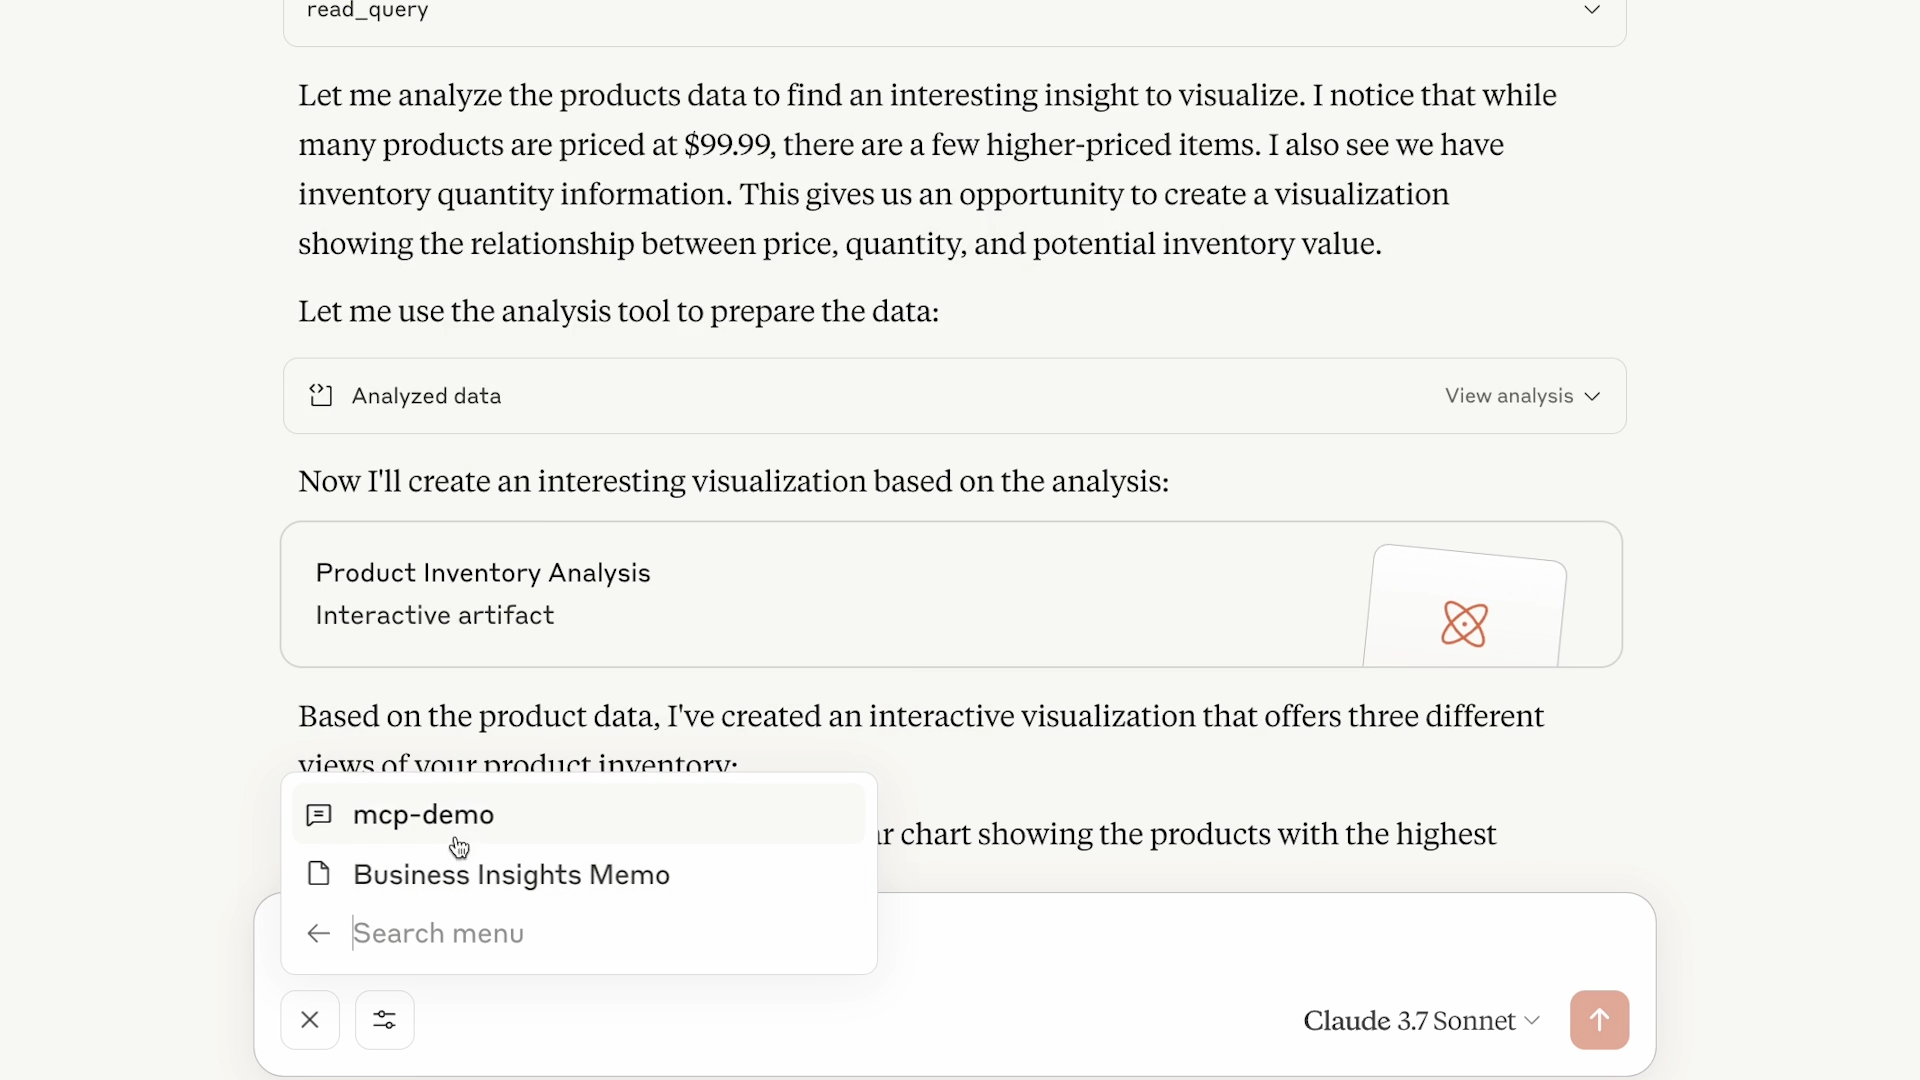 read_query
Let me analyze the products data to find an interesting insight to visualize. I notice that while
many products are priced at $99.99, there are a few higher-priced items. I also see we have
inventory quantity information. This gives us an opportunity to create a visualization
showing the relationship between price, quantity, and potential inventory value.
Let me use the analysis tool to prepare the data:
Analyzed data
View analysis
Now I'll create an interesting visualization based on the analysis:
Product Inventory Analysis
Interactive artifact
Based on the product data, I've created an interactive visualization that offers three different
views of your product inventory:
chart showing the products with the highest
mcp-demo
Business Insights Memo
Search menu
Claude 3.7 Sonnet